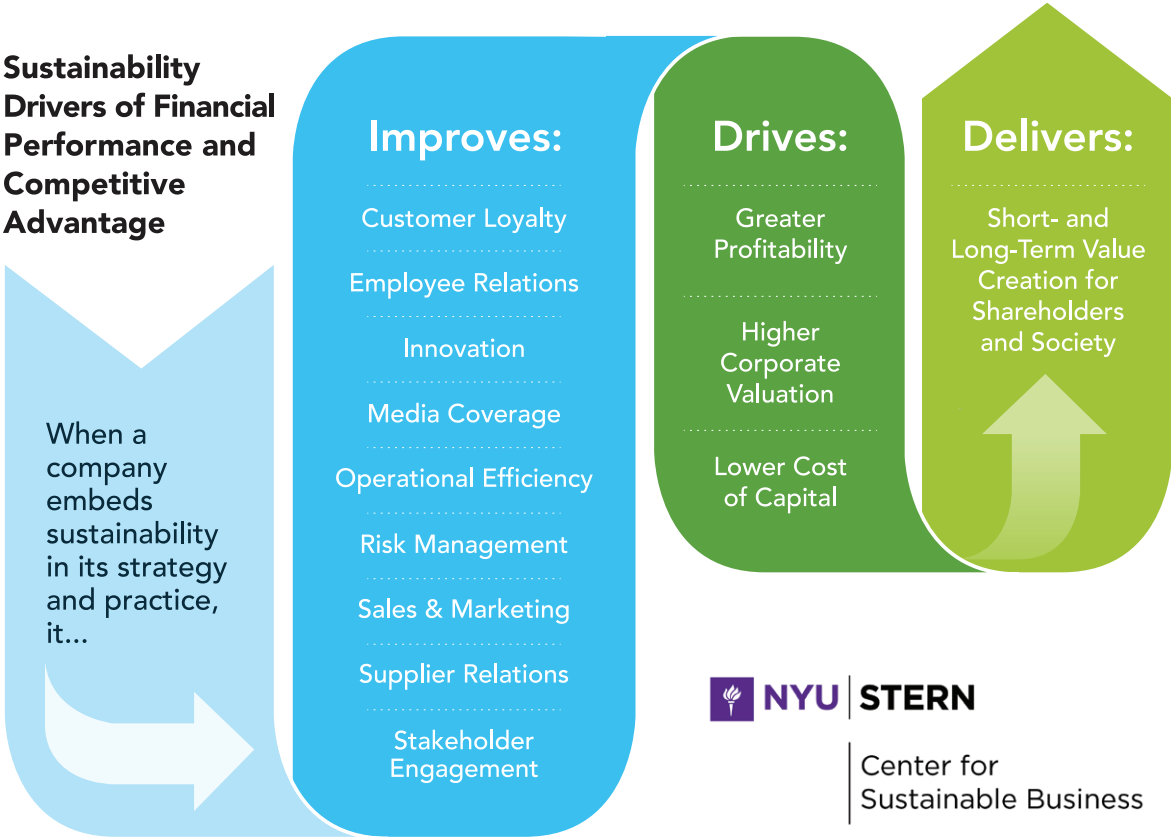 Sustainability
Drivers of Financial
Performance and
Competitive
Advantage
When a
company
embeds
sustainability
in its strategy
and practice,
it...
Improves:
Customer Loyalty
Employee Relations
Innovation
Media Coverage
Operational Efficiency
Risk Management
Sales & Marketing
Supplier Relations
Stakeholder
Engagement
Drives:
Greater
Profitability
Higher
Corporate
Valuation
Lower Cost
of Capital
Delivers:
Short- and
Long-Term Value
Creation for
Shareholders
and Society
NYU STERN
Center for
Sustainable Business